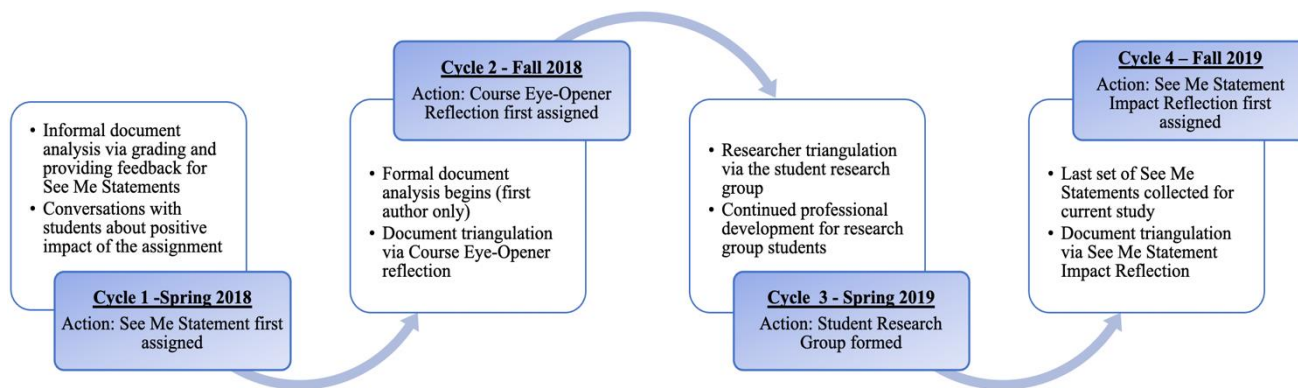 • Informal document
analysis via grading and
providing feedback for
See Me Statements
• Conversations with
students about positive
impact of the assignment
Cycle 1 -Spring 2018
Action: See Me Statement first
assigned
Cycle 2 - Fall 2018
Action: Course Eye-Opener
Reflection first assigned
• Formal document
analysis begins (first
author only)
• Document triangulation
via Course Eye-Opener
reflection
• Researcher triangulation
via the student research
group
• Continued professional
development for research
group students
Cycle 3 - Spring 2019
Action: Student Research
Group formed
Cycle 4 – Fall 2019
Action: See Me Statement
Impact Reflection first
assigned
• Last set of See Me
Statements collected for
current study
• Document triangulation
via See Me Statement
Impact Reflection